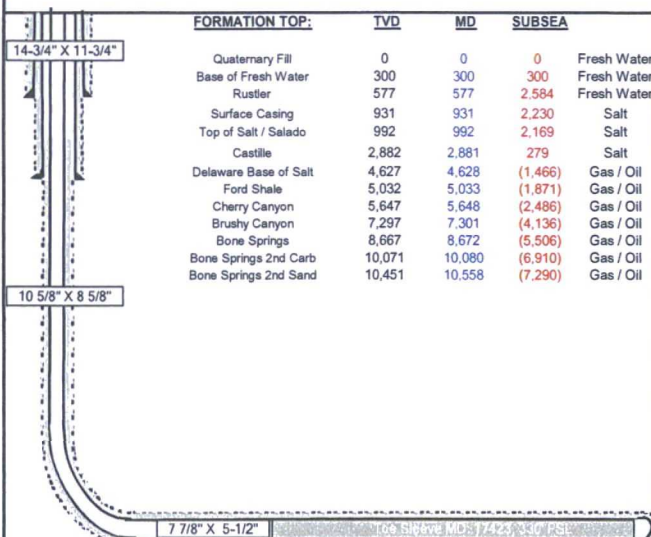 FORMATION TOP: TVD MD SUBSEA
14-3/4" X 11-3/4"
Quaternary Fill 0 0 0 Fresh Water
Base of Fresh Water 300 300 300 Fresh Water
Rustler 577 577 2,584 Fresh Water
Surface Casing 931 931 2,230 Salt
Top of Salt / Salado 992 992 2,169 Salt
Castille 2,882 2,881 279 Salt
Delaware Base of Salt 4,627 4,628 (1,466) Gas / Oil
Ford Shale 5,032 5,033 (1,871) Gas / Oil
Cherry Canyon 5,647 5,648 (2,486) Gas / Oil
Brushy Canyon 7,297 7,301 (4,136) Gas / Oil
Bone Springs 8,667 8,672 (5,506) Gas / Oil
Bone Springs 2nd Carb 10,071 10,080 (6,910) Gas / Oil
Bone Springs 2nd Sand 10,451 10,558 (7,290) Gas / Oil
10 5/8" X 8 5/8"
7 7/8" X 5-1/2"
Toe Sleeve MD: 17423, 330' FSL